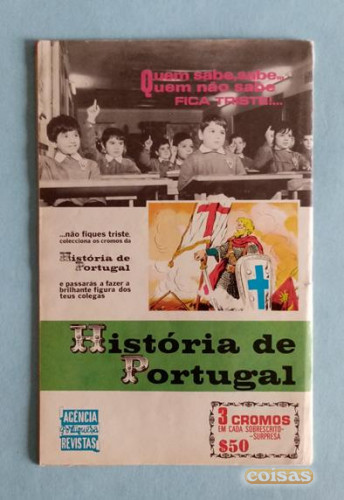 Quem sabe, sabe...
Quem não sabe
FICA TRISTE!...
...não fiques triste,
colecciona os cromos da
História de
Portugal
e passarás a fazer a
brilhante figura dos
teus colegas
História de
Portugal
AGÊNCIA
Portuguesa
REVISTAS
3 CROMOS
EM CADA SOBRESCRITO-
-SURPRESA
$50
coisas